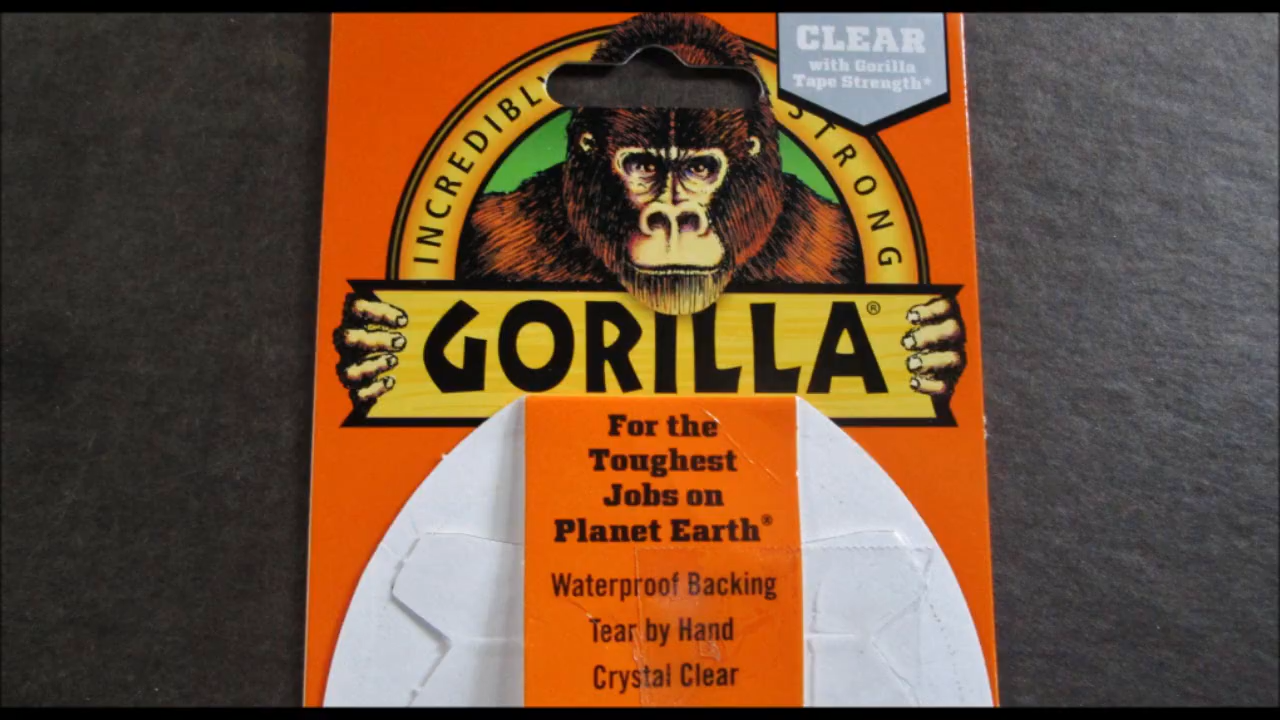 CLEAR
with Gorilla
Tape Strength*
INCREDIBLY STRONG
GORILLA®
For the
Toughest
Jobs on
Planet Earth®
Waterproof Backing
Tear by Hand
Crystal Clear